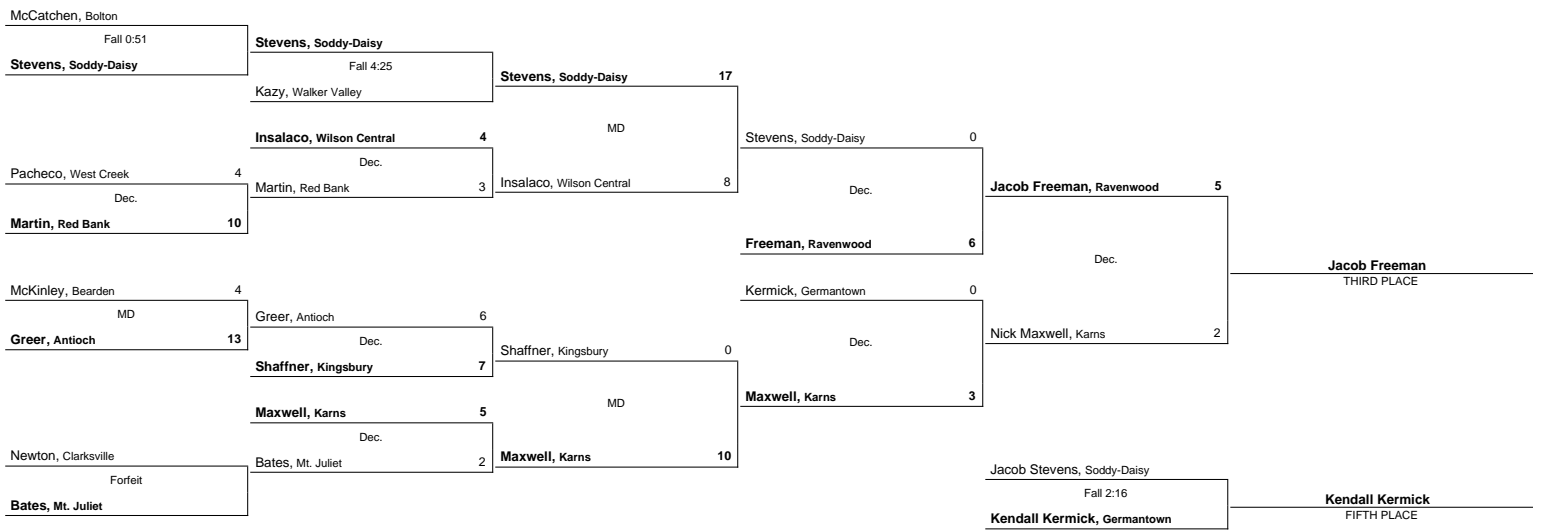 McCatchen, Bolton
Fall 0:51
Stevens, Soddy-Daisy
Pacheco, West Creek 4
Dec.
Martin, Red Bank 10
McKinley, Bearden 4
MD
Greer, Antioch 13
Newton, Clarksville
Forfeit
Bates, Mt. Juliet
Stevens, Soddy-Daisy
Fall 4:25
Kazy, Walker Valley
Insalaco, Wilson Central 4
Dec.
Martin, Red Bank 3
Greer, Antioch 6
Dec.
Shaffner, Kingsbury 7
Maxwell, Karns 5
Dec.
Bates, Mt. Juliet 2
Stevens, Soddy-Daisy 17
MD
Insalaco, Wilson Central 8
Shaffner, Kingsbury 0
MD
Maxwell, Karns 10
Stevens, Soddy-Daisy 0
Dec.
Freeman, Ravenwood 6
Kermick, Germantown 0
Dec.
Maxwell, Karns 3
Jacob Freeman, Ravenwood 5
Dec.
Nick Maxwell, Karns 2
Jacob Freeman
THIRD PLACE
Jacob Stevens, Soddy-Daisy
Fall 2:16
Kendall Kermick, Germantown
Kendall Kermick
FIFTH PLACE